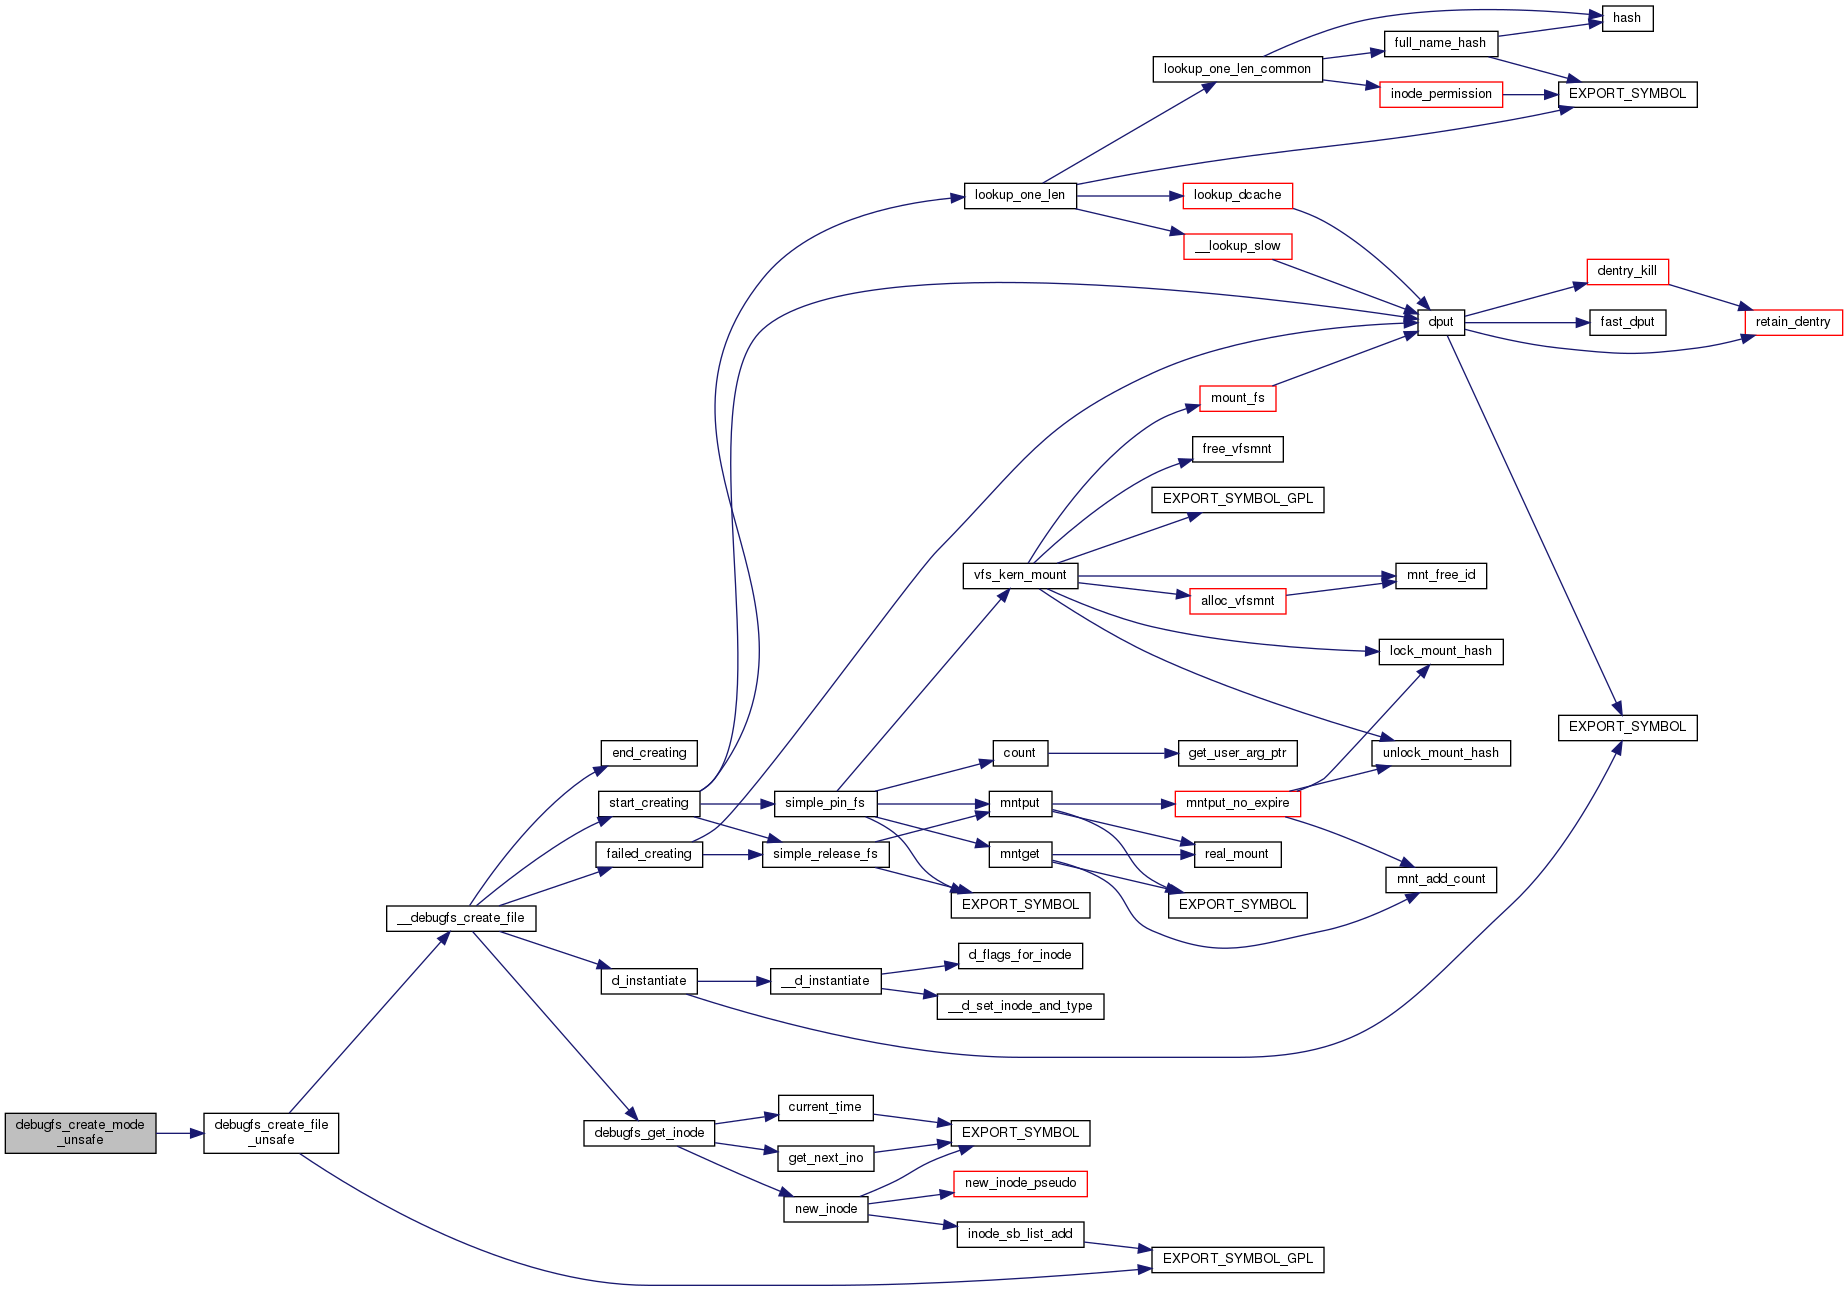 hash
full_name_hash
lookup_one_len_common
inode_permission
EXPORT_SYMBOL
lookup_one_len
lookup_dcache
__lookup_slow
dentry_kill
dput
fast_dput
retain_dentry
mount_fs
free_vfsmnt
EXPORT_SYMBOL_GPL
vfs_kern_mount
mnt_free_id
alloc_vfsmnt
lock_mount_hash
EXPORT_SYMBOL
end_creating
count
get_user_arg_ptr
unlock_mount_hash
start_creating
simple_pin_fs
mntput
mntput_no_expire
failed_creating
simple_release_fs
mntget
real_mount
mnt_add_count
EXPORT_SYMBOL
EXPORT_SYMBOL
__debugfs_create_file
d_flags_for_inode
d_instantiate
__d_instantiate
__d_set_inode_and_type
current_time
debugfs_create_mode
_unsafe
debugfs_create_file
_unsafe
debugfs_get_inode
EXPORT_SYMBOL
get_next_ino
new_inode_pseudo
new_inode
inode_sb_list_add
EXPORT_SYMBOL_GPL